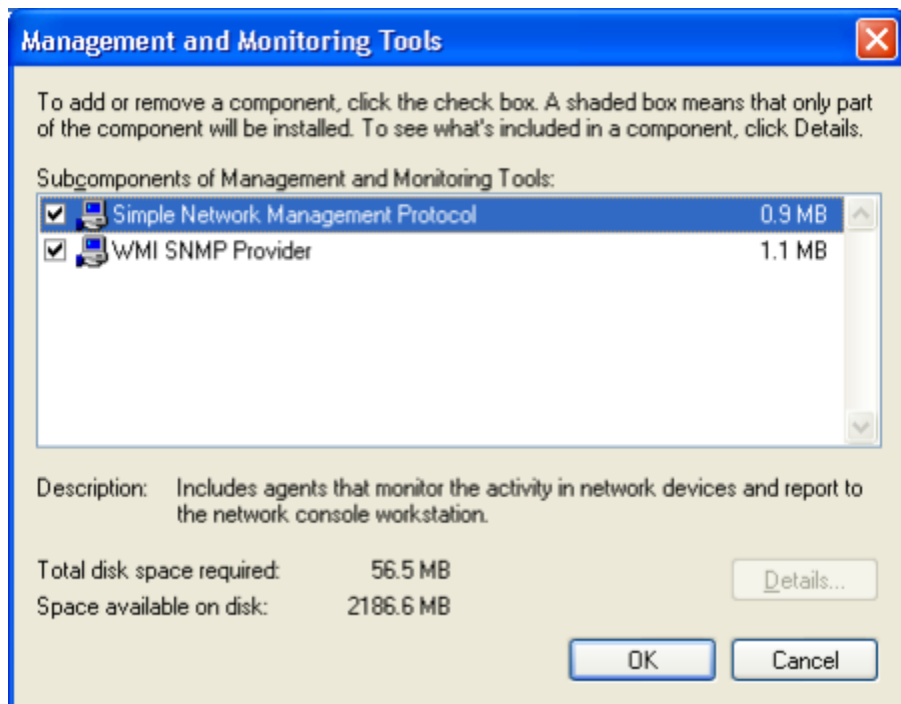 Management and Monitoring Tools
To add or remove a component, click the check box. A shaded box means that only part
of the component will be installed. To see what's included in a component, click Details.
Subcomponents of Management and Monitoring Tools:
Simple Network Management Protocol 0.9 MB
WMI SNMP Provider 1.1 MB
Description: Includes agents that monitor the activity in network devices and report to
the network console workstation.
Total disk space required: 56.5 MB
Details...
Space available on disk: 2186.6 MB
OK Cancel